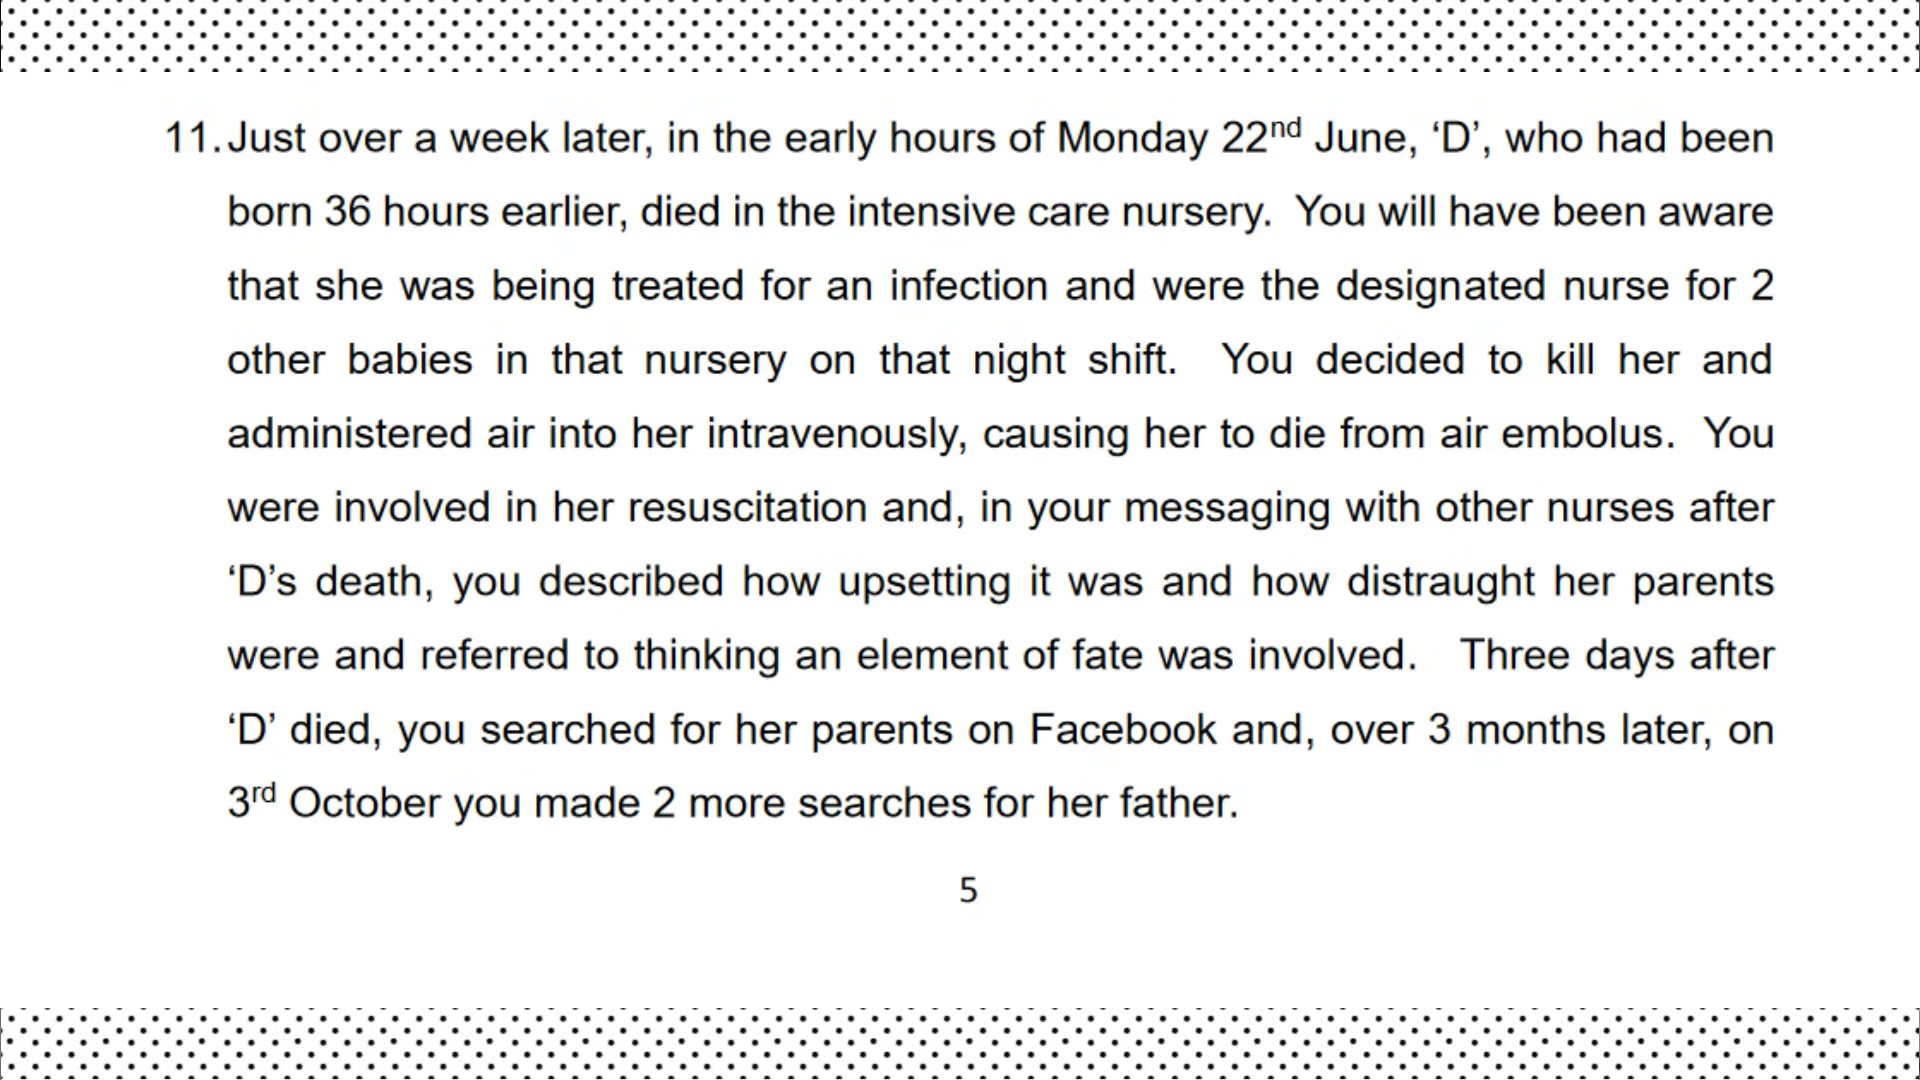 11. Just over a week later, in the early hours of Monday 22nd June, ‘D’, who had been
born 36 hours earlier, died in the intensive care nursery. You will have been aware
that she was being treated for an infection and were the designated nurse for 2
other babies in that nursery on that night shift. You decided to kill her and
administered air into her intravenously, causing her to die from air embolus. You
were involved in her resuscitation and, in your messaging with other nurses after
‘D’s death, you described how upsetting it was and how distraught her parents
were and referred to thinking an element of fate was involved. Three days after
‘D’ died, you searched for her parents on Facebook and, over 3 months later, on
3rd October you made 2 more searches for her father.
5